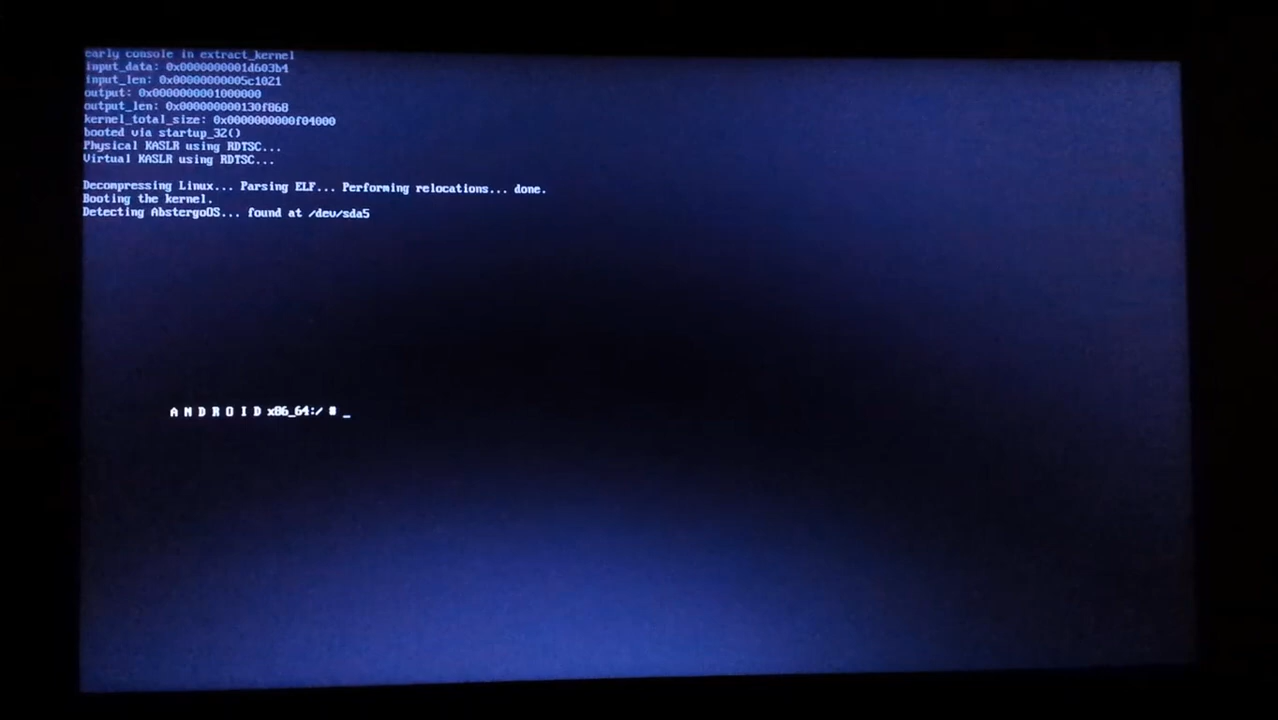 early console in extract_kernel
input_data: 0x0000000001d603b4
input_len: 0x00000000005c1021
output: 0x0000000001000000
output_len: 0x000000000130f868
kernel_total_size: 0x0000000000f04000
booted via startup_32()
Physical KASLR using RDTSC...
Virtual KASLR using RDTSC...
Decompressing Linux... Parsing ELF... Performing relocations... done.
Booting the kernel.
Detecting AbstergoOS... found at /dev/sda5
A N D R O I D x86_64:/ # _